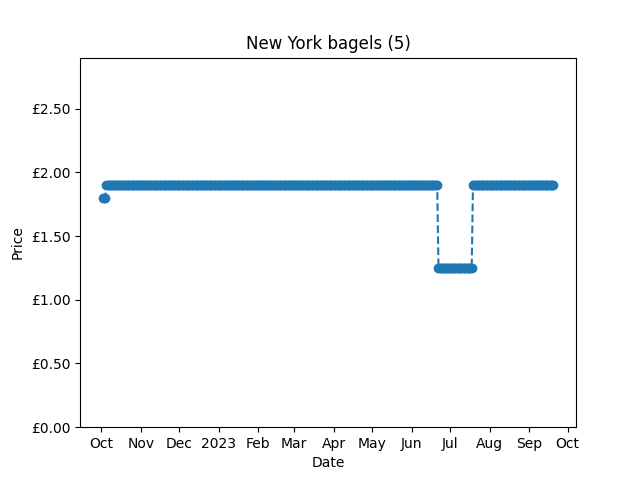 New York bagels (5)
£2.50
£2.00
£1.50
£1.00
£0.50
£0.00
Price
Oct Nov Dec 2023 Feb Mar Apr May Jun Jul Aug Sep Oct
Date